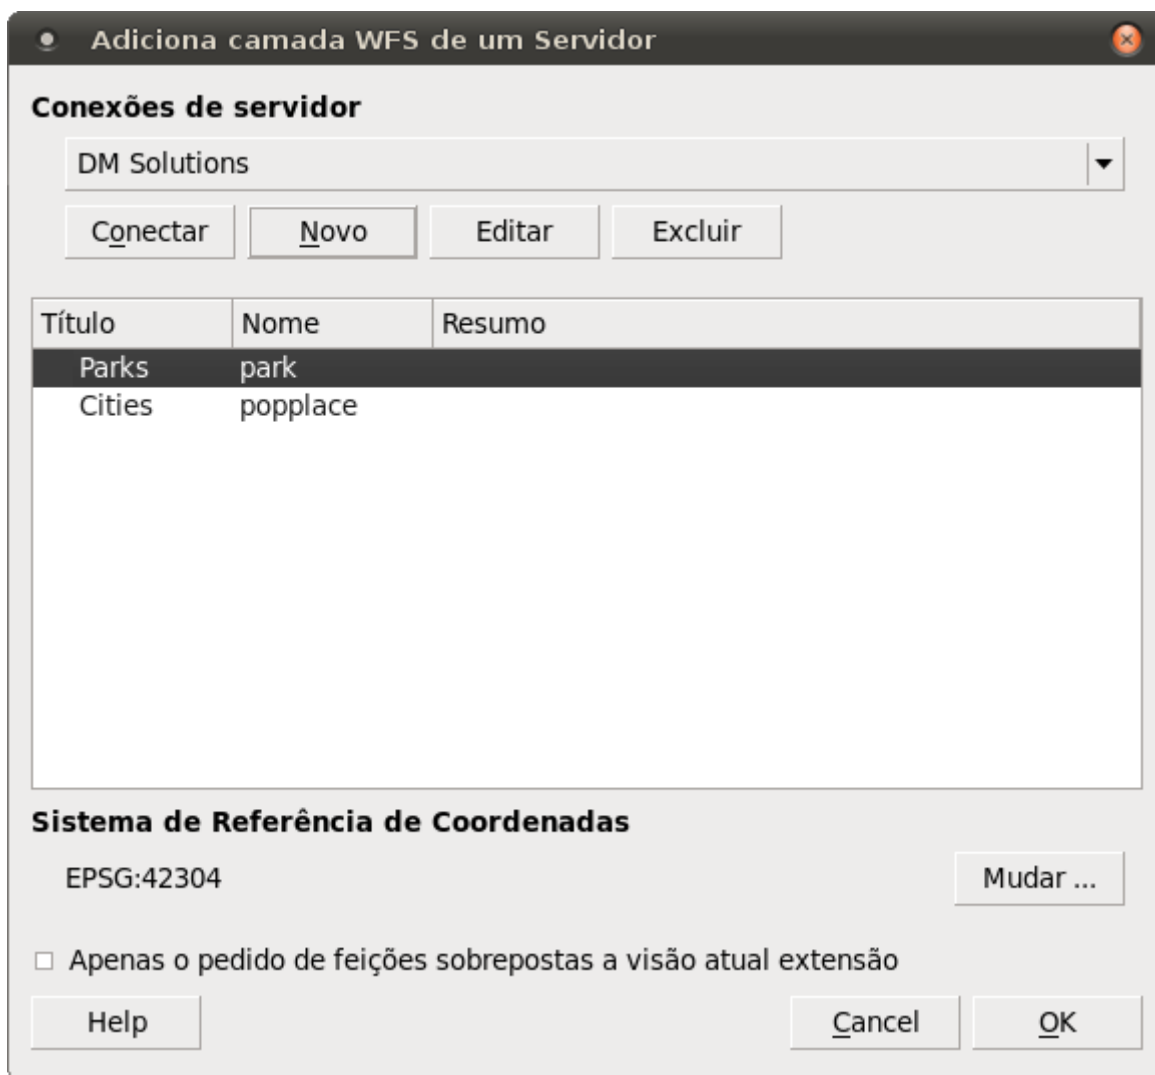 Adiciona camada WFS de um Servidor
Conexões de servidor
DM Solutions
Conectar Novo Editar Excluir
Título Nome Resumo
Parks park
Cities popplace
Sistema de Referência de Coordenadas
EPSG:42304 Mudar ...
Apenas o pedido de feições sobrepostas a visão atual extensão
Help Cancel OK